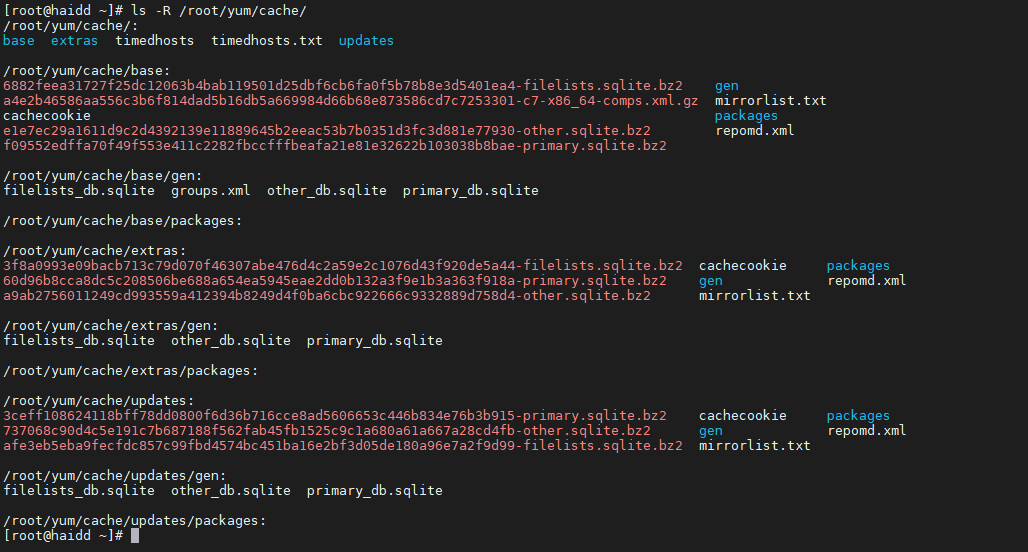 [root@haidd ~]# ls -R /root/yum/cache/
/root/yum/cache/:
base  extras  timedhosts  timedhosts.txt  updates
/root/yum/cache/base:
6882feea31727f25dc12063b4bab119501d25dbf6cb6fa0f5b78b8e3d5401ea4-filelists.sqlite.bz2    gen
a4e2b46586aa556c3b6f814dad5b16db5a669984d66b68e873586cd7c7253301-c7-x86_64-comps.xml.gz  mirrorlist.txt
cachecookie                                                                              packages
e1e7ec29a1611d9c2d4392139e11889645b2eeac53b7b0351d3fc3d881e77930-other.sqlite.bz2        repomd.xml
f09552edffa70f49f553e411c2282fbccfffbeafa21e81e32622b103038b8bae-primary.sqlite.bz2
/root/yum/cache/base/gen:
filelists_db.sqlite  groups.xml  other_db.sqlite  primary_db.sqlite
/root/yum/cache/base/packages:
/root/yum/cache/extras:
3f8a0993e09bacb713c79d070f46307abe476d4c2a59e2c1076d43f920de5a44-filelists.sqlite.bz2  cachecookie     packages
60d96b8cca8dc5c208506be688a654ea5945eae2dd0b132a3f9e1b3a363f918a-primary.sqlite.bz2    gen             repomd.xml
a9ab2756011249cd993559a412394b8249d4f0ba6cbc922666c9332889d758d4-other.sqlite.bz2      mirrorlist.txt
/root/yum/cache/extras/gen:
filelists_db.sqlite  other_db.sqlite  primary_db.sqlite
/root/yum/cache/extras/packages:
/root/yum/cache/updates:
3ceff108624118bff78dd0800f6d36b716cce8ad5606653c446b834e76b3b915-primary.sqlite.bz2    cachecookie     packages
737068c90d4c5e191c7b687188f562fab45fb1525c9c1a680a61a667a28cd4fb-other.sqlite.bz2      gen             repomd.xml
afe3eb5eba9fecfdc857c99fbd4574bc451ba16e2bf3d05de180a96e7a2f9d99-filelists.sqlite.bz2  mirrorlist.txt
/root/yum/cache/updates/gen:
filelists_db.sqlite  other_db.sqlite  primary_db.sqlite
/root/yum/cache/updates/packages:
[root@haidd ~]#